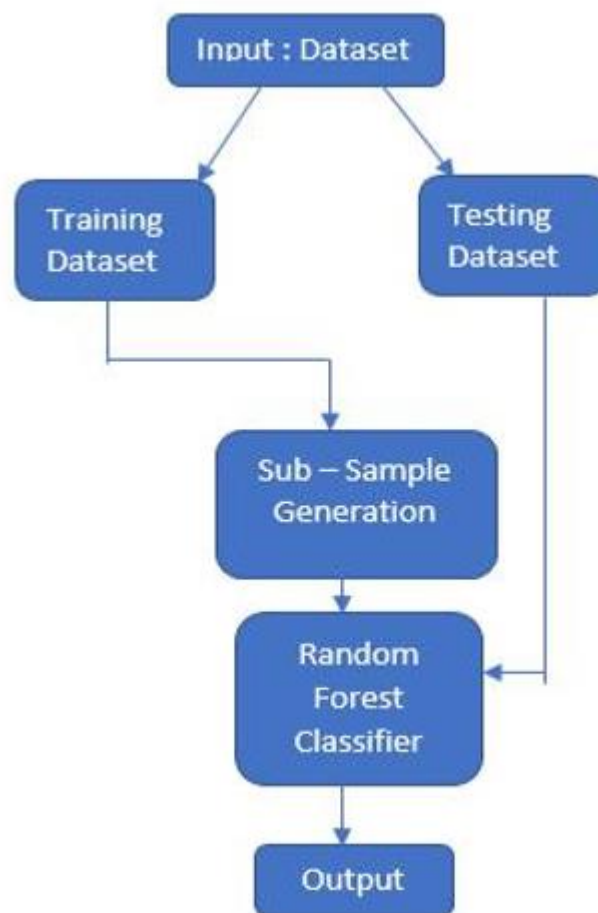 Input : Dataset
Training
Dataset
Testing
Dataset
Sub – Sample
Generation
Random
Forest
Classifier
Output